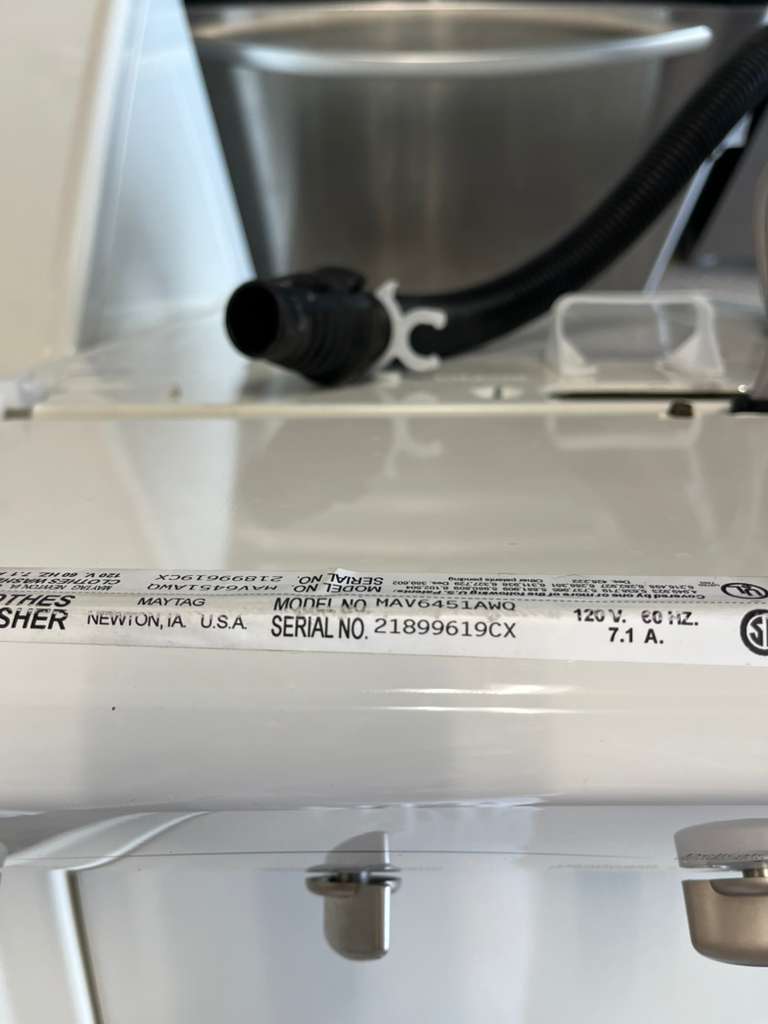 OTHES
SHER
MAYTAG
NEWTON, IA. U.S.A.
MODEL NO. MAV6451AWQ
SERIAL NO. 21899619CX
120 V. 60 HZ.
7.1 A.